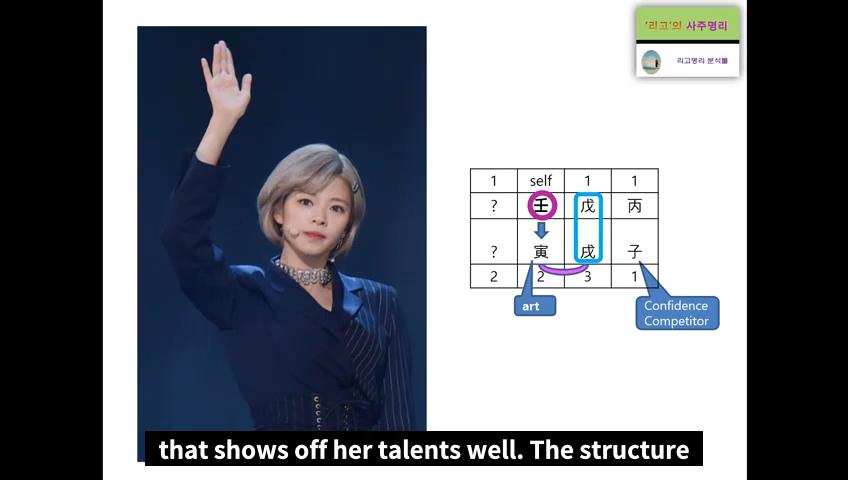 '리고'의 사주명리
리고명리 분석틀
1 self 1 1
? 壬 戊 丙
? 寅 戌 子
2 2 3 1
art
Confidence
Competitor
that shows off her talents well. The structure